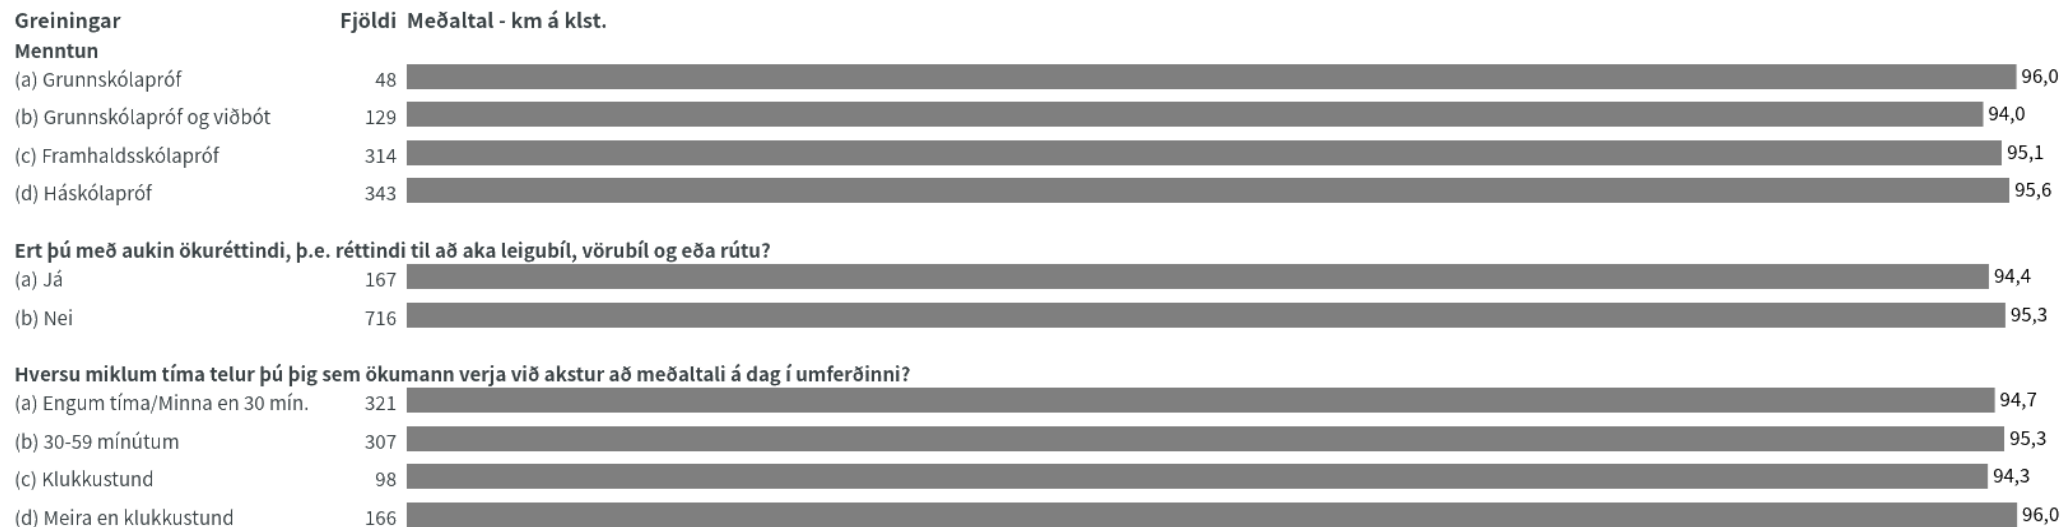 Greiningar Fjöldi Meðaltal - km á klst.
Menntun
(a) Grunnskólapróf 48 96,0
(b) Grunnskólapróf og viðbót 129 94,0
(c) Framhaldsskólapróf 314 95,1
(d) Háskólapróf 343 95,6
Ert þú með aukin ökuréttindi, þ.e. réttindi til að aka leigubíl, vörubíl og eða rútu?
(a) Já 167 94,4
(b) Nei 716 95,3
Hversu miklum tíma telur þú þig sem ökumann verja við akstur að meðaltali á dag í umferðinni?
(a) Engum tíma/Minna en 30 mín. 321 94,7
(b) 30-59 mínútum 307 95,3
(c) Klukkustund 98 94,3
(d) Meira en klukkustund 166 96,0